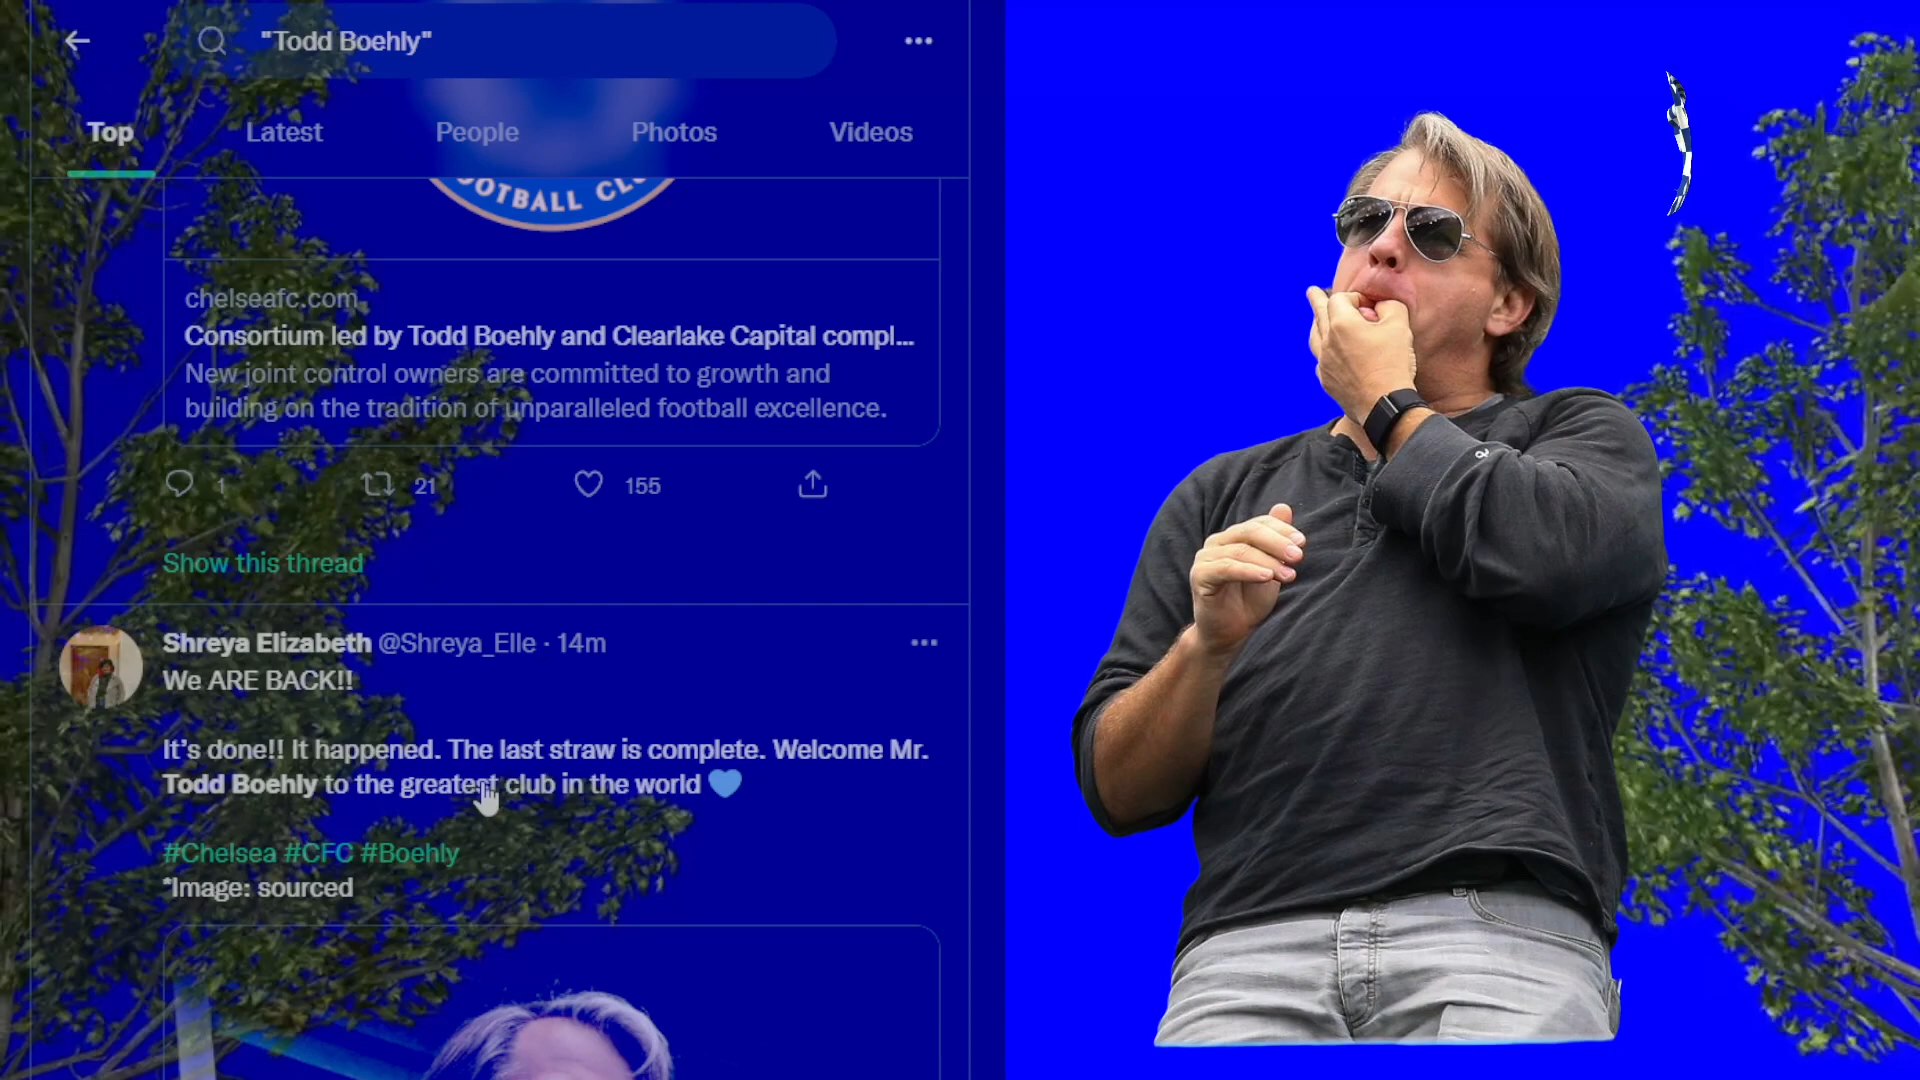 "Todd Boehly"
Top Latest People Photos Videos
OOTBALL CL
chelseafc.com
Consortium led by Todd Boehly and Clearlake Capital compl...
New joint control owners are committed to growth and
building on the tradition of unparalleled football excellence.
1 21 155
Show this thread
Shreya Elizabeth @Shreya_Elle · 14m
We ARE BACK!!
It's done!! It happened. The last straw is complete. Welcome Mr.
Todd Boehly to the greatest club in the world 💙
#Chelsea #CFC #Boehly
*Image: sourced